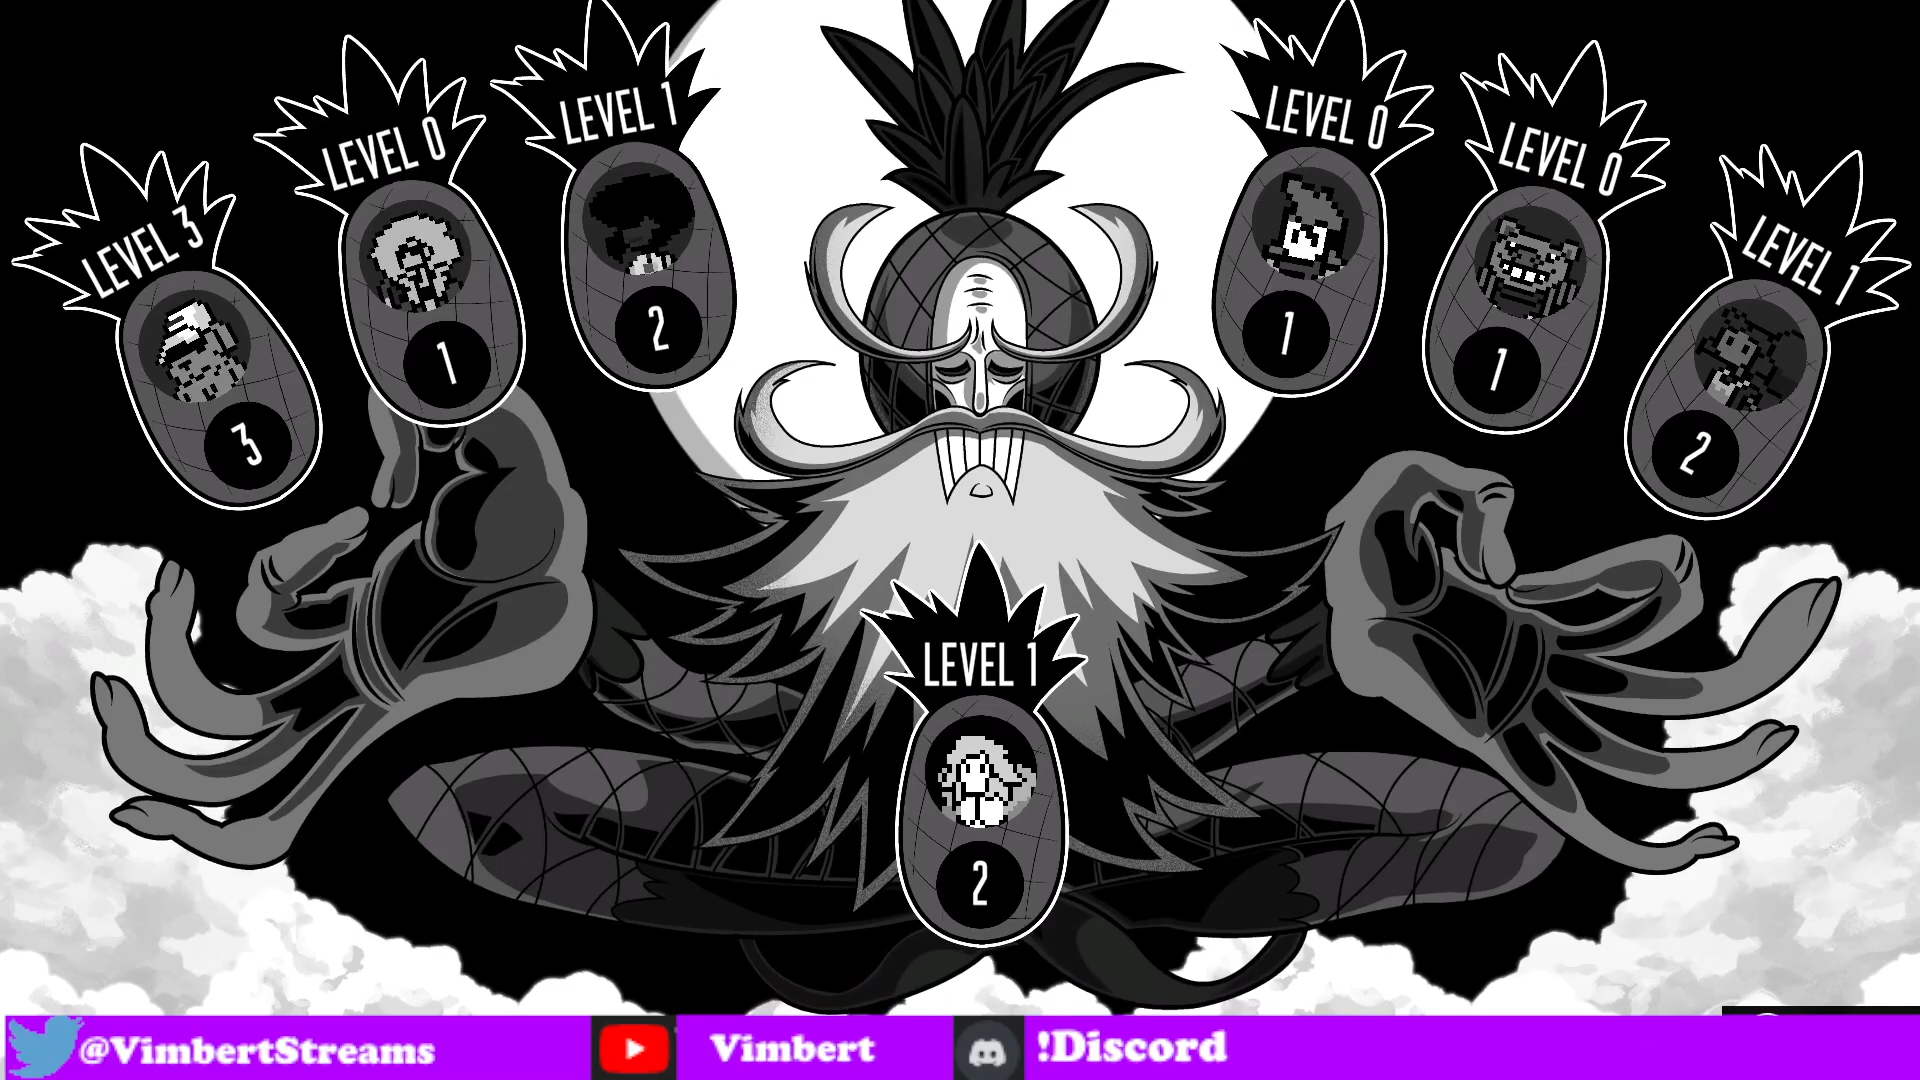 LEVEL 3
3
LEVEL 0
1
LEVEL 1
2
LEVEL 0
1
LEVEL 0
1
LEVEL 1
2
LEVEL 1
2
@VimbertStreams
Vimbert
!Discord